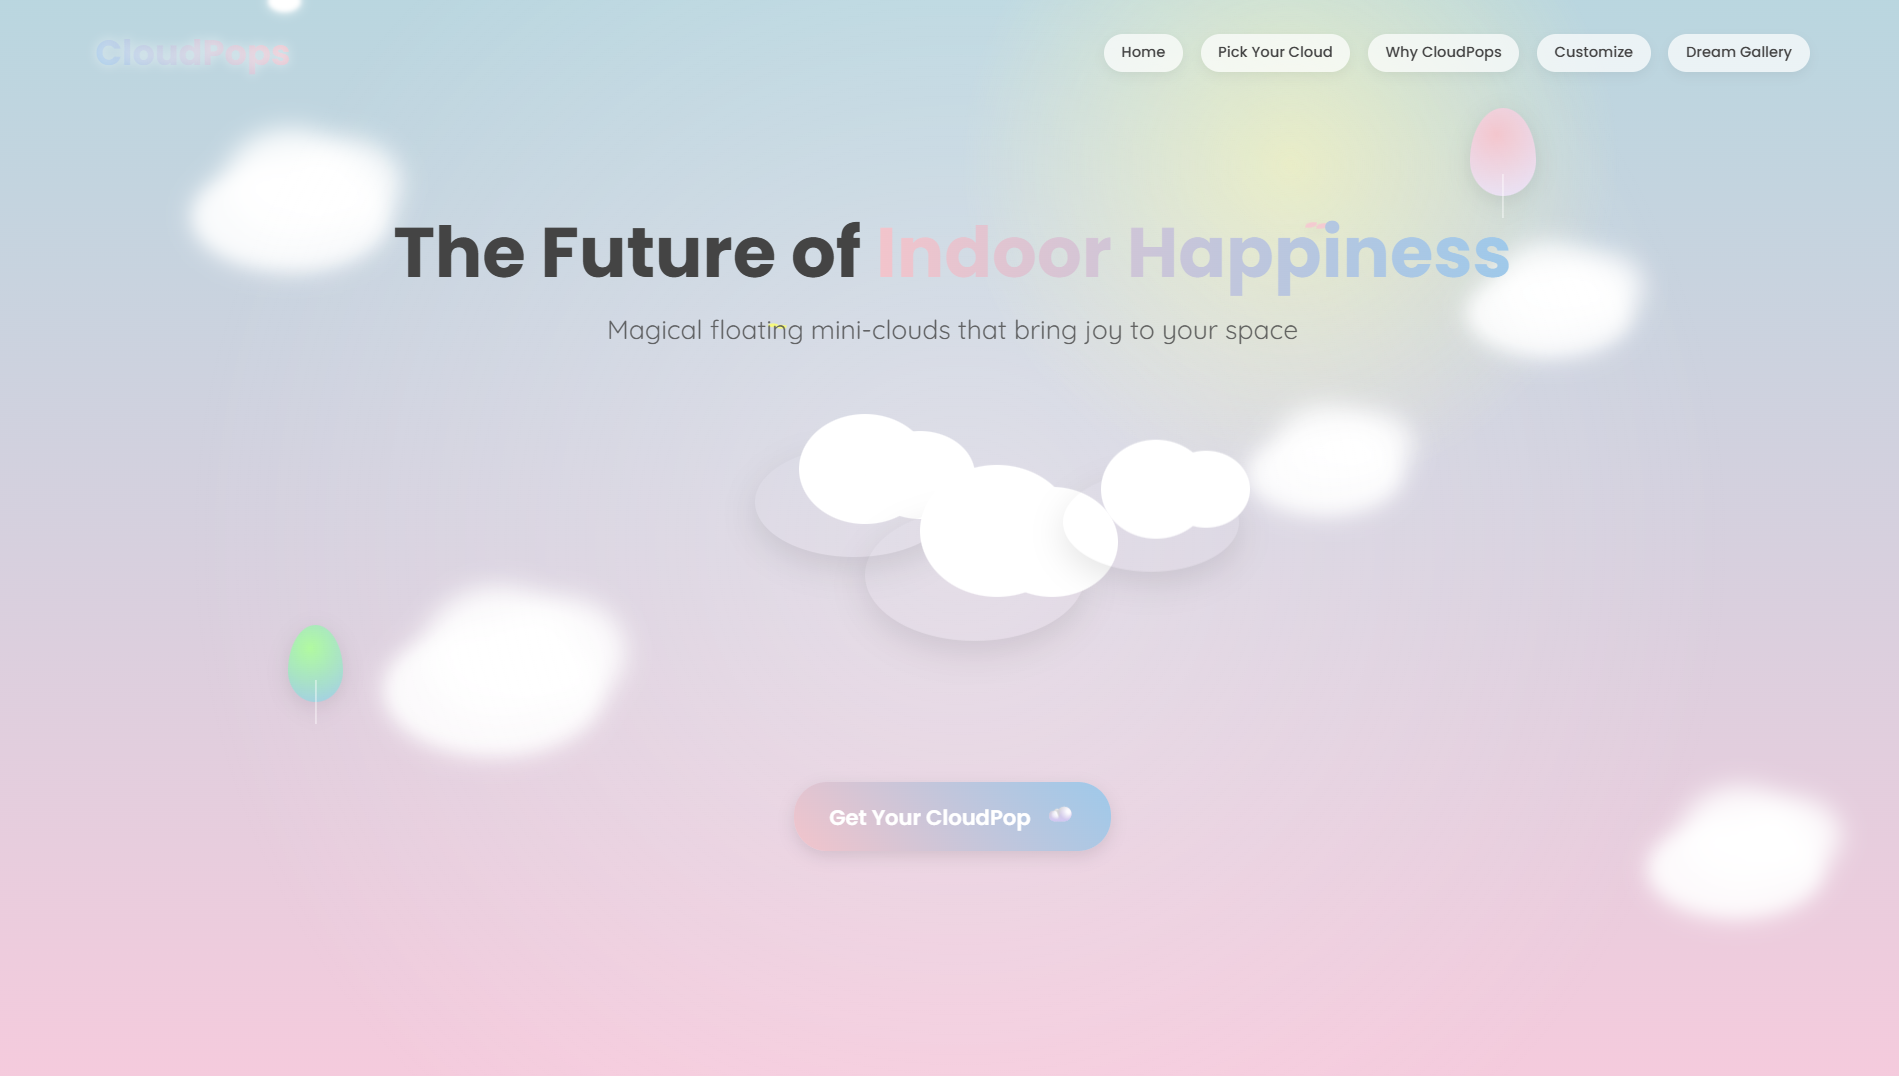 CloudPops
Home
Pick Your Cloud
Why CloudPops
Customize
Dream Gallery
The Future of Indoor Happiness
Magical floating mini-clouds that bring joy to your space
Get Your CloudPop